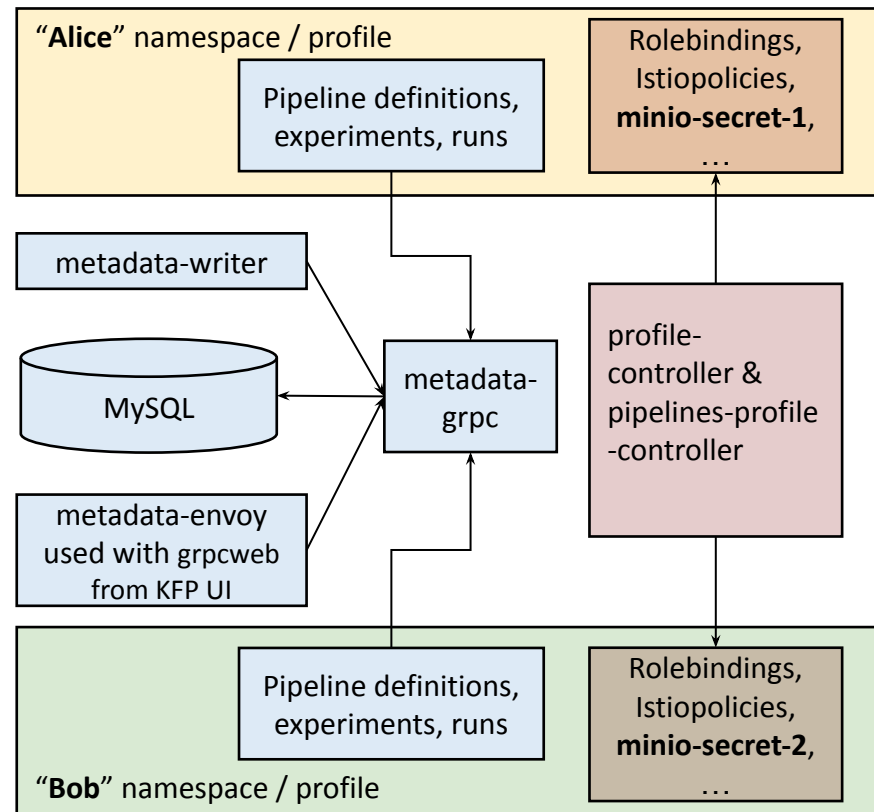 “Alice” namespace / profile
Pipeline definitions,
experiments, runs
Rolebindings,
Istiopolicies,
minio-secret-1,
...
metadata-writer
MySQL
metadata-envoy
used with grpcweb
from KFP UI
metadata-
grpc
profile-
controller &
pipelines-profile
-controller
Pipeline definitions,
experiments, runs
Rolebindings,
Istiopolicies,
minio-secret-2,
...
“Bob” namespace / profile